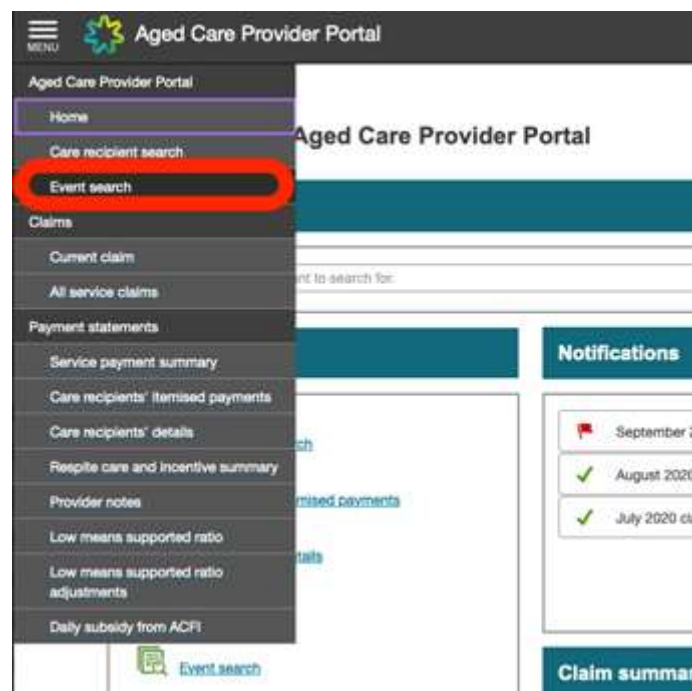 MENU
Aged Care Provider Portal
Aged Care Provider Portal
Home
Care recipient search
Event search
Claims
Current claim
All service claims
Payment statements
Service payment summary
Care recipients' itemised payments
Care recipients' details
Respite care and incentive summary
Provider notes
Low means supported ratio
Low means supported ratio
adjustments
Daily subsidy from ACFI
Aged Care Provider Portal
to search for:
Event search
Notifications
September
August 2020
July 2020
Claim